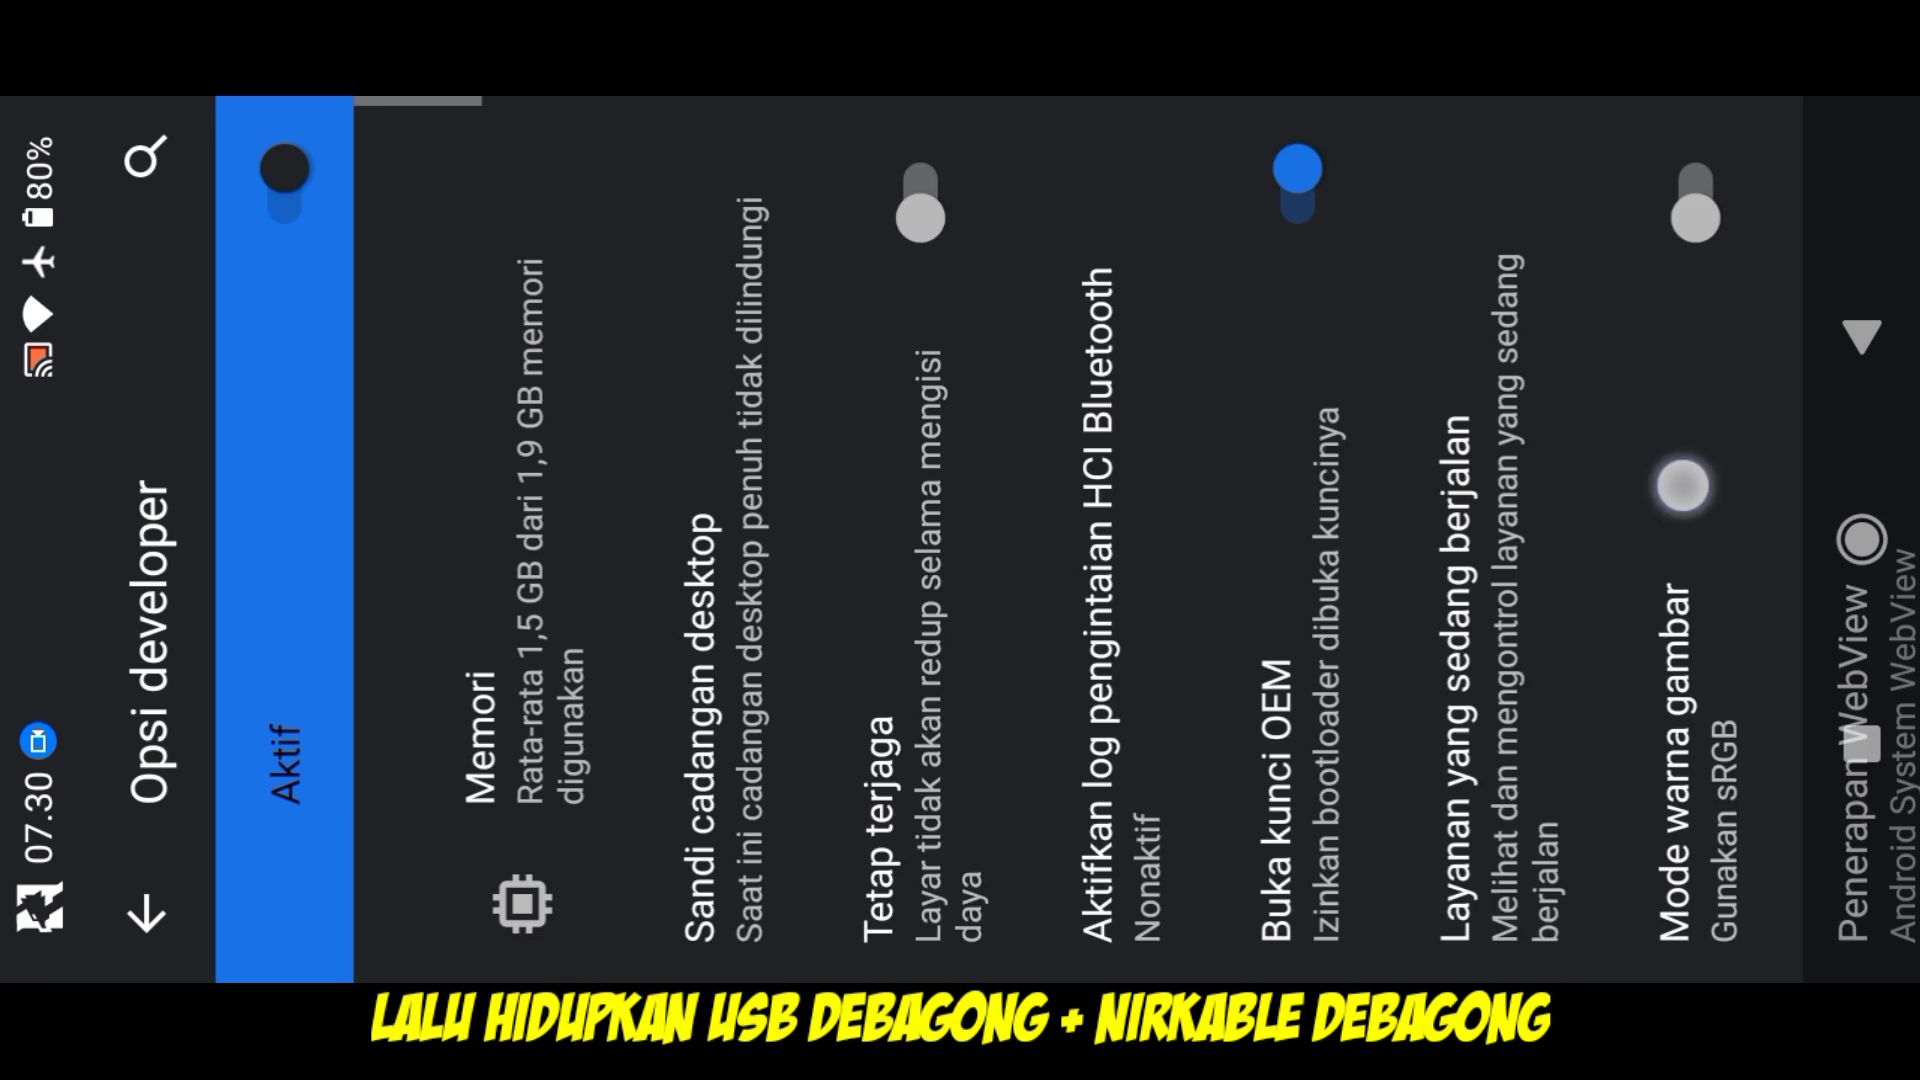 07.30
80%
Opsi developer
Aktif
Memori
Rata-rata 1,5 GB dari 1,9 GB memori
digunakan
Sandi cadangan desktop
Saat ini cadangan desktop penuh tidak dilindungi
Tetap terjaga
Layar tidak akan redup selama mengisi
daya
Aktifkan log pengintaian HCI Bluetooth
Nonaktif
Buka kunci OEM
Izinkan bootloader dibuka kuncinya
Layanan yang sedang berjalan
Melihat dan mengontrol layanan yang sedang
berjalan
Mode warna gambar
Gunakan sRGB
Penerapan WebView
Android System WebView
LALU HIDUPKAN USB DEBAGONG + NIRKABLE DEBAGONG